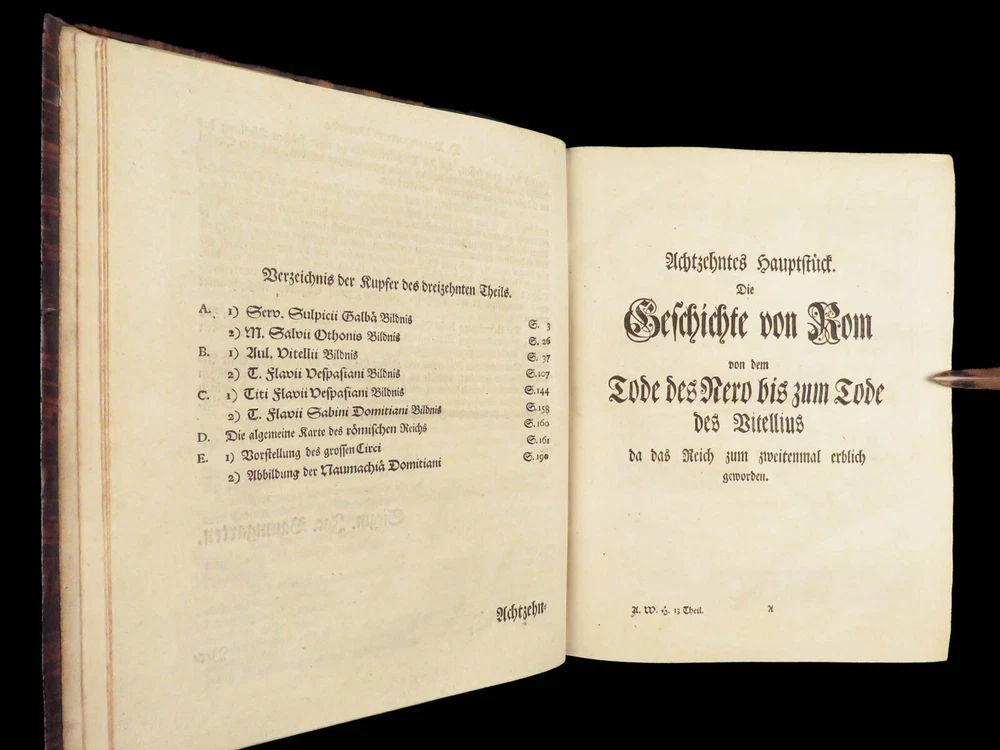 Verzeichnis der Kupfer des dreizehnten Theils.
A. 1) Serv. Sulpicii Galbä Bildnis S. 3
2) M. Salvii Othonis Bildnis S. 26
B. 1) Aul. Vitellii Bildnis S. 37
2) T. Flavii Vespasiani Bildnis S. 107
C. 1) Titi Flavii Vespasiani Bildnis S. 144
2) T. Flavii Sabini Domitiani Bildnis S. 158
D. Die algemeine Karte des römischen Reichs S. 160
E. 1) Vorstellung des grossen Circi S. 161
2) Abbildung der Naumachiä Domitiani S. 190
Achtzehn-
Achtzehntes Hauptstück.
Die
Geschichte von Rom
von dem
Tode des Nero bis zum Tode
des Vitellius
da das Reich zum zweitenmal erblich
geworden.
A. W. H. 13 Theil. A